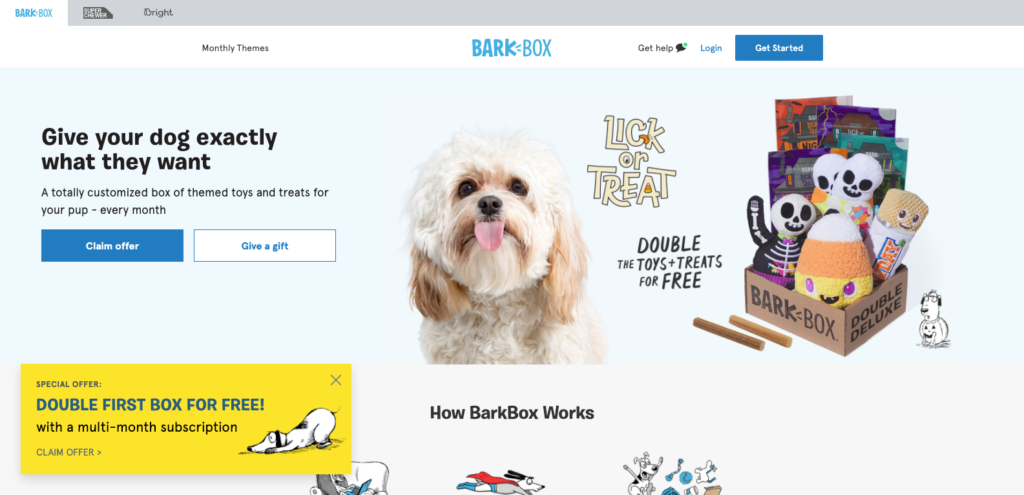 BARK BOX
SUPER CHEWER
Bright
Monthly Themes
BARK BOX
Get help
Login
Get Started
Give your dog exactly
what they want
A totally customized box of themed toys and treats for
your pup - every month
Claim offer
Give a gift
LICK
or
TREAT
DOUBLE
THE TOYS+TREATS
FOR FREE
BARK BOX
DOUBLE
DELUXE
SPECIAL OFFER:
DOUBLE FIRST BOX FOR FREE!
with a multi-month subscription
CLAIM OFFER >
How BarkBox Works